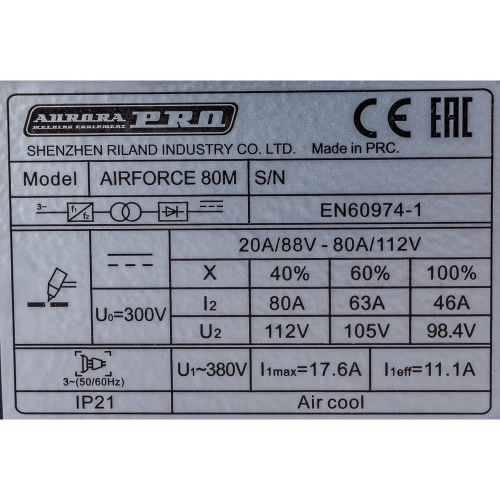 AURORA PRO
WELDING EQUIPMENT
CE EAC
SHENZHEN RILAND INDUSTRY CO. LTD. Made in PRC.
Model AIRFORCE 80M S/N
3~ f1 f2 EN60974-1
20A/88V - 80A/112V
X 40% 60% 100%
U0=300V I2 80A 63A 46A
U2 112V 105V 98.4V
3~(50/60Hz) U1~380V I1max=17.6A I1eff=11.1A
IP21 Air cool